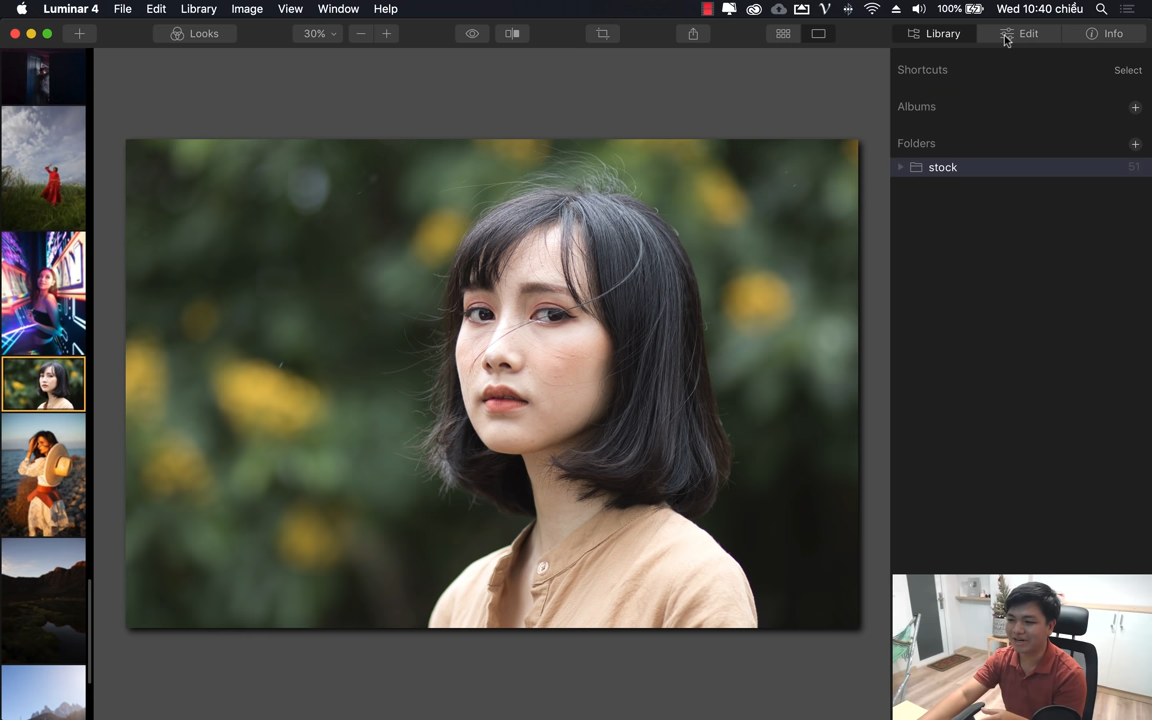 Luminar 4 File Edit Library Image View Window Help 100% Wed 10:40 chiều
Looks 30% Library Edit Info
Shortcuts Select
Albums
Folders
stock 51